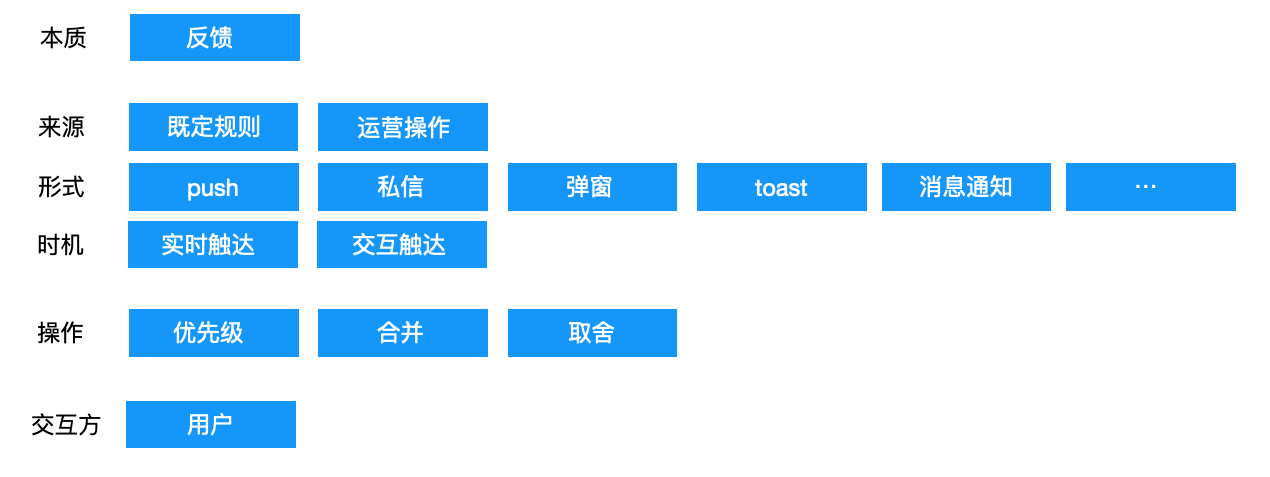 本质 反馈
来源 既定规则 运营操作
形式 push 私信 弹窗 toast 消息通知 ···
时机 实时触达 交互触达
操作 优先级 合并 取舍
交互方 用户